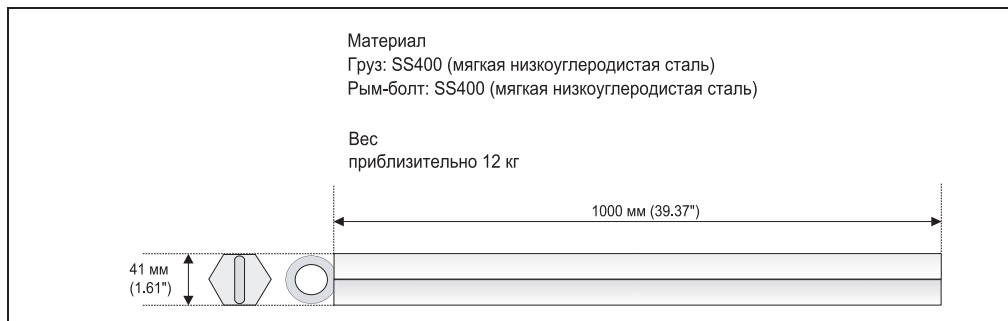 Материал
Груз: SS400 (мягкая низкоуглеродистая сталь)
Рым-болт: SS400 (мягкая низкоуглеродистая сталь)
Вес
приблизительно 12 кг
1000 мм (39.37")
41 мм
(1.61")